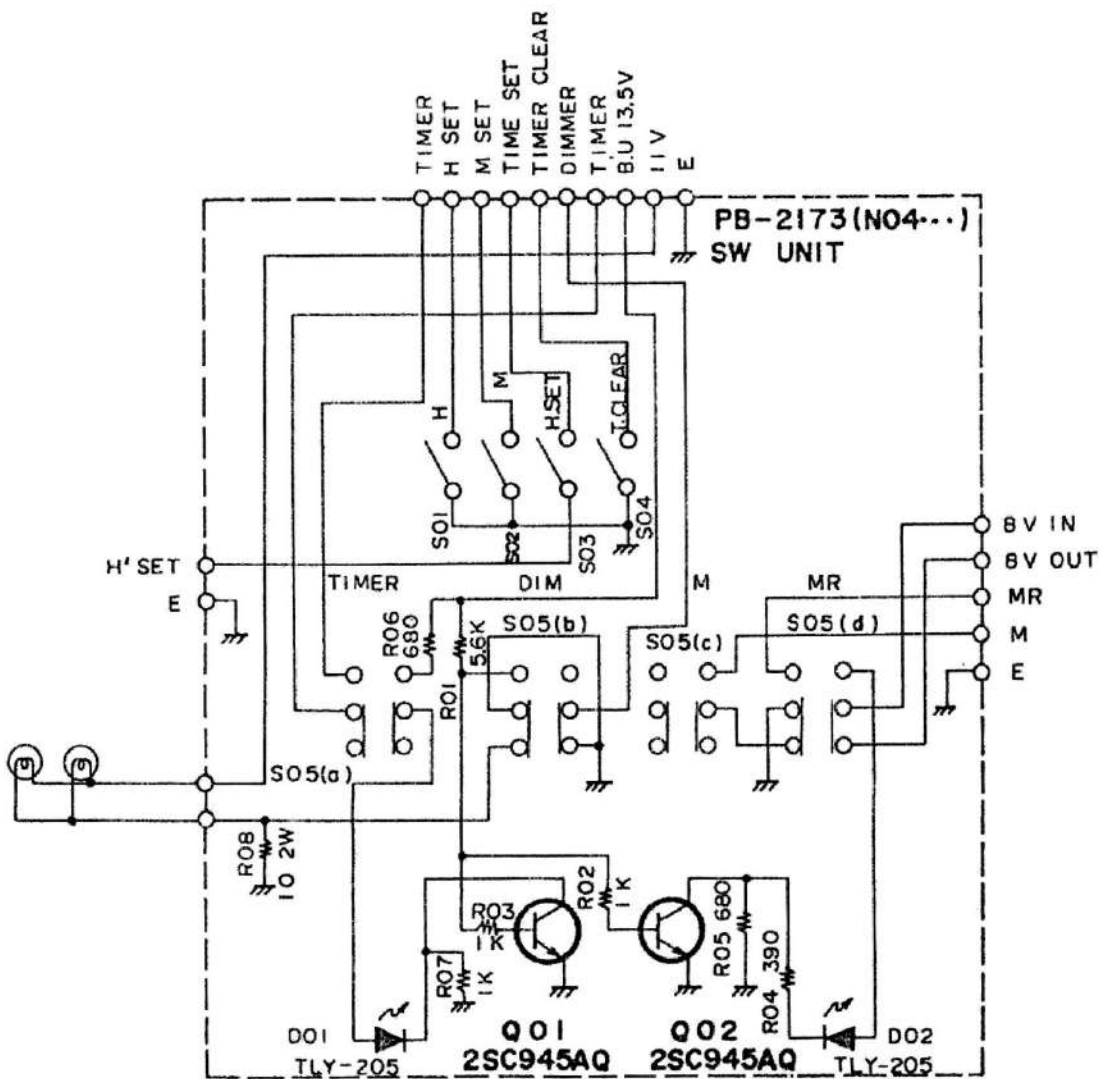 TIMER
H SET
M SET
TIME SET
TIMER CLEAR
DIMMER
TIMER
B.U 13.5V
11V
E
PB-2173(NO4···)
SW UNIT
H
M
H.SET
T.CLEAR
S01
S02
S03
S04
H' SET
E
TIMER
DIM
M
MR
8V IN
8V OUT
MR
M
E
R06
680
5.6K
R01
S05(b)
S05(c)
S05(d)
S05(a)
R08
10 2W
R03
1K
R02
1K
R07
1K
R05 680
R04 390
D01
TLY-205
Q01
2SC945AQ
Q02
2SC945AQ
D02
TLY-205